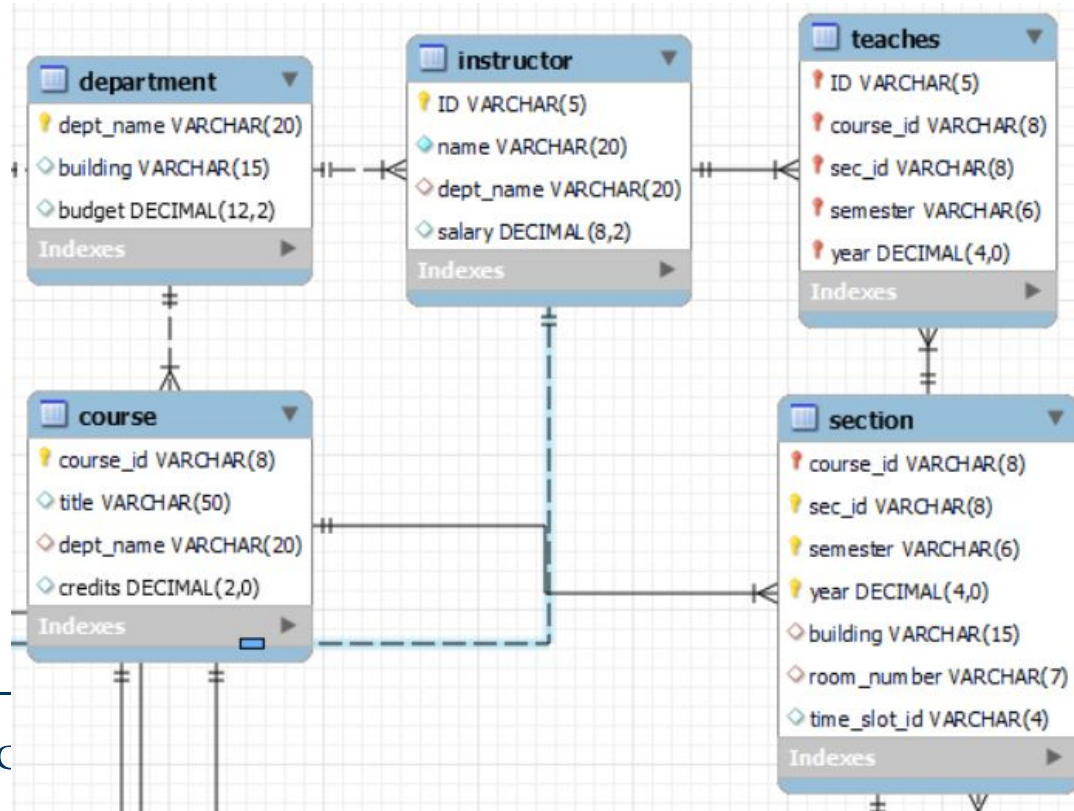 department
dept_name VARCHAR(20)
building VARCHAR(15)
budget DECIMAL(12,2)
Indexes
instructor
ID VARCHAR(5)
name VARCHAR(20)
dept_name VARCHAR(20)
salary DECIMAL(8,2)
Indexes
teaches
ID VARCHAR(5)
course_id VARCHAR(8)
sec_id VARCHAR(8)
semester VARCHAR(6)
year DECIMAL(4,0)
Indexes
course
course_id VARCHAR(8)
title VARCHAR(50)
dept_name VARCHAR(20)
credits DECIMAL(2,0)
Indexes
section
course_id VARCHAR(8)
sec_id VARCHAR(8)
semester VARCHAR(6)
year DECIMAL(4,0)
building VARCHAR(15)
room_number VARCHAR(7)
time_slot_id VARCHAR(4)
Indexes